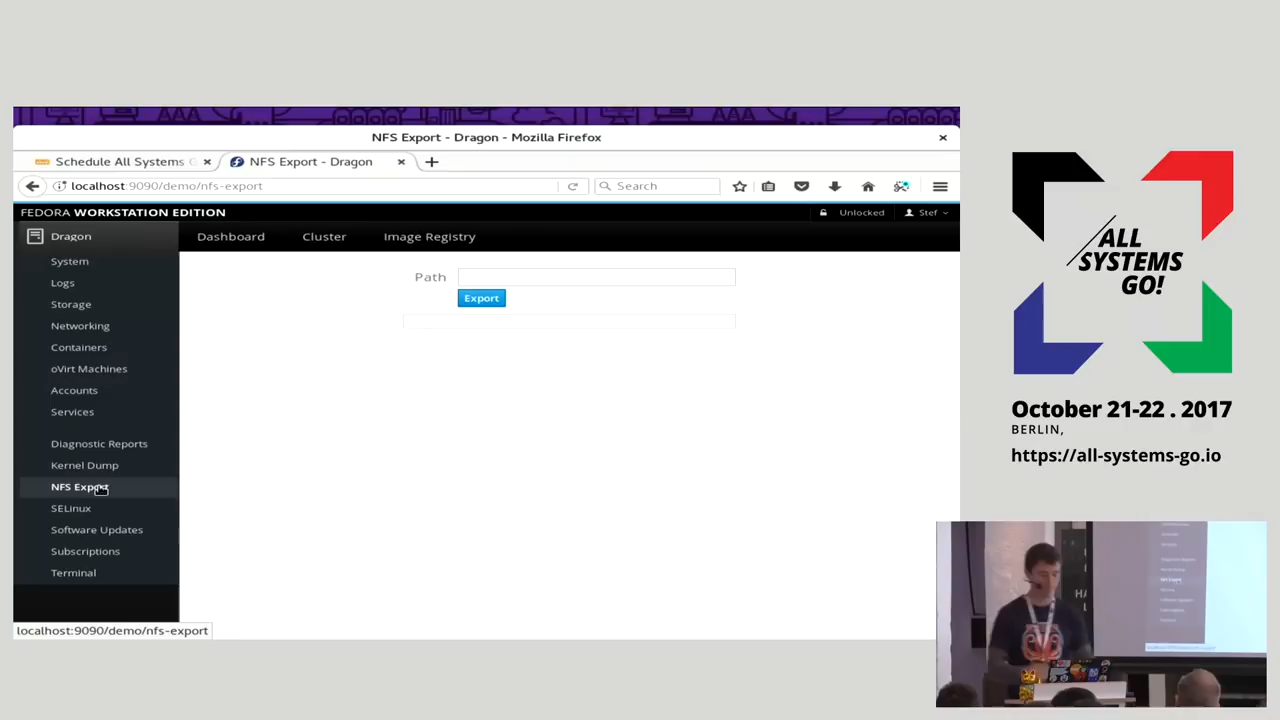 NFS Export - Dragon - Mozilla Firefox
Schedule All Systems G
NFS Export - Dragon
localhost:9090/demo/nfs-export
Search
FEDORA WORKSTATION EDITION
Unlocked
Stef
Dragon
Dashboard
Cluster
Image Registry
System
Logs
Storage
Networking
Containers
oVirt Machines
Accounts
Services
Diagnostic Reports
Kernel Dump
NFS Export
SELinux
Software Updates
Subscriptions
Terminal
Path
Export
localhost:9090/demo/nfs-export
ALL
SYSTEMS
GO!
October 21-22 . 2017
BERLIN,
https://all-systems-go.io